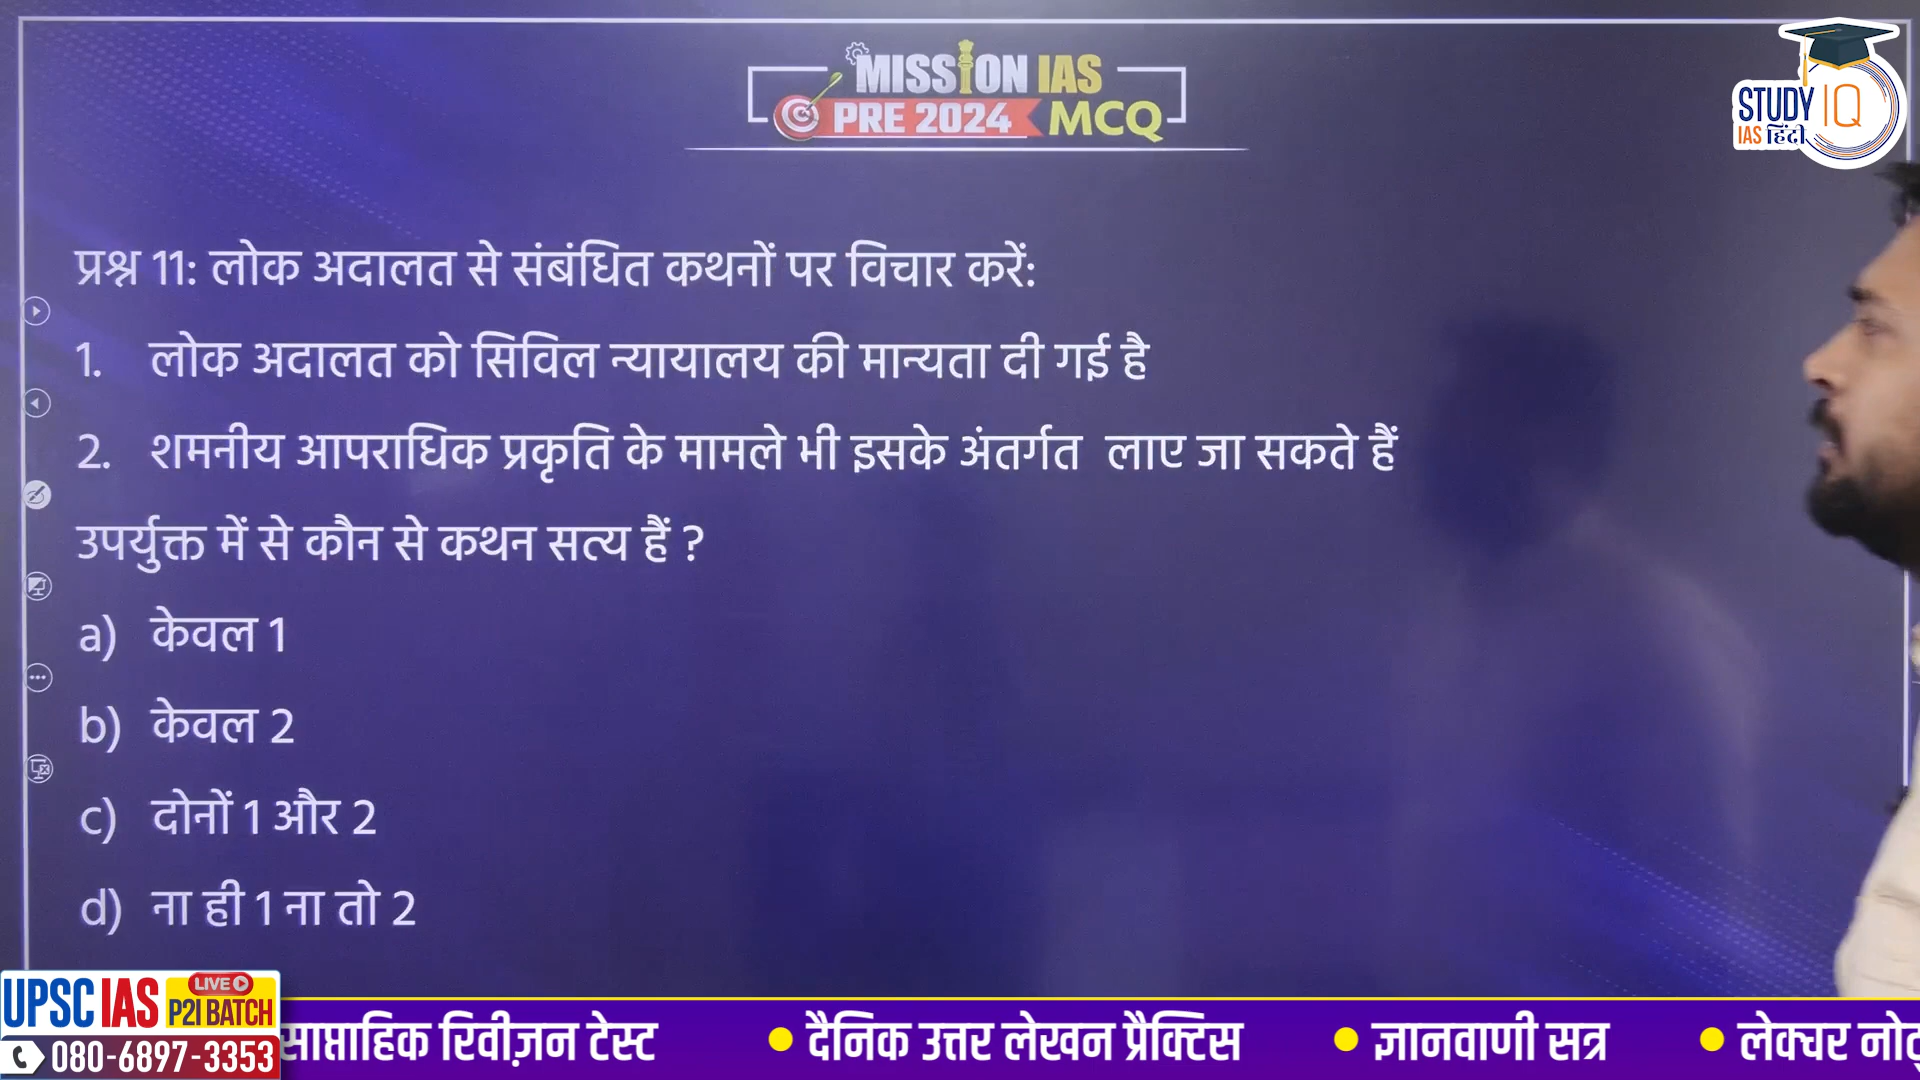 MISSION IAS
PRE 2024 MCQ
STUDY IQ
IAS हिंदी
प्रश्न 11: लोक अदालत से संबंधित कथनों पर विचार करें:
1. लोक अदालत को सिविल न्यायालय की मान्यता दी गई है
2. शमनीय आपराधिक प्रकृति के मामले भी इसके अंतर्गत लाए जा सकते हैं
उपर्युक्त में से कौन से कथन सत्य हैं ?
a) केवल 1
b) केवल 2
c) दोनों 1 और 2
d) ना ही 1 ना तो 2
UPSC IAS LIVE P2I BATCH
080-6897-3353
साप्ताहिक रिवीज़न टेस्ट • दैनिक उत्तर लेखन प्रैक्टिस • ज्ञानवाणी सत्र • लेक्चर